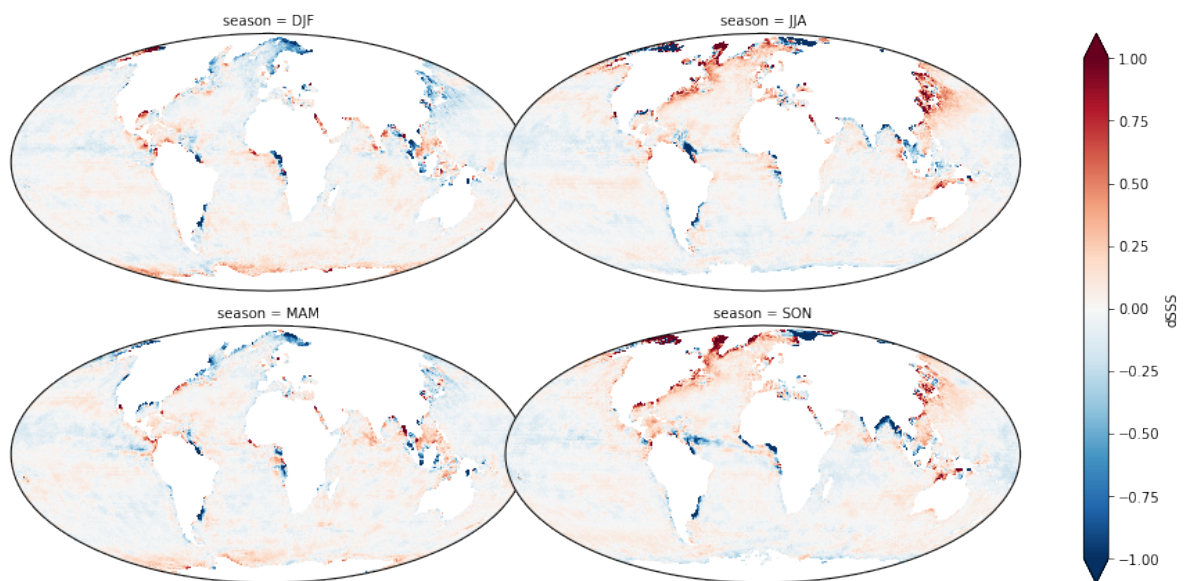 season = DJF
season = JJA
season = MAM
season = SON
1.00
0.75
0.50
0.25
0.00
−0.25
−0.50
−0.75
−1.00
dSSS